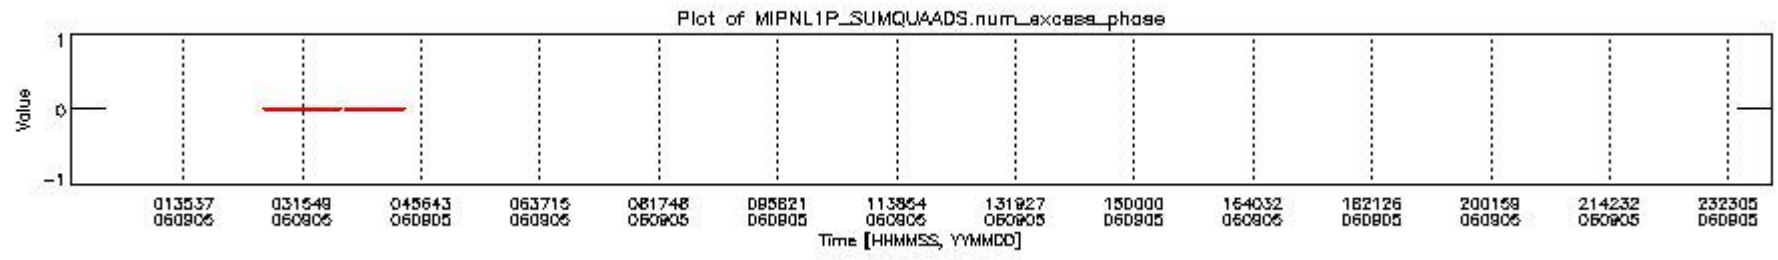 Plot of MIPNL1P_SUMQUAADS.num_excess_phase
1
0
-1
Value
013537 031549 045643 063715 081748 095821 113854 131927 150000 164032 182126 200159 214232 232305
060905 060905 060905 060905 060905 060905 060905 060905 060905 060905 060905 060905 060905 060905
Time [HHMMSS, YYMMDD]